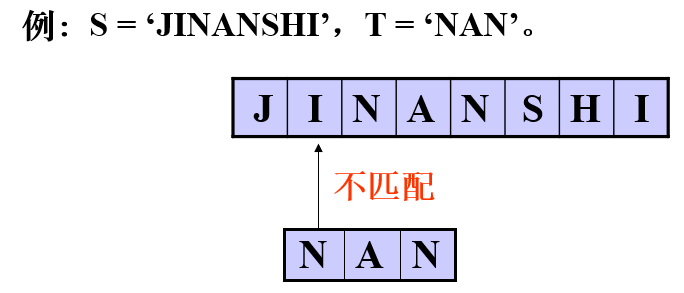 例：S = ‘JINANSHI’，T = ‘NAN’。
J I N A N S H I
不匹配
N A N